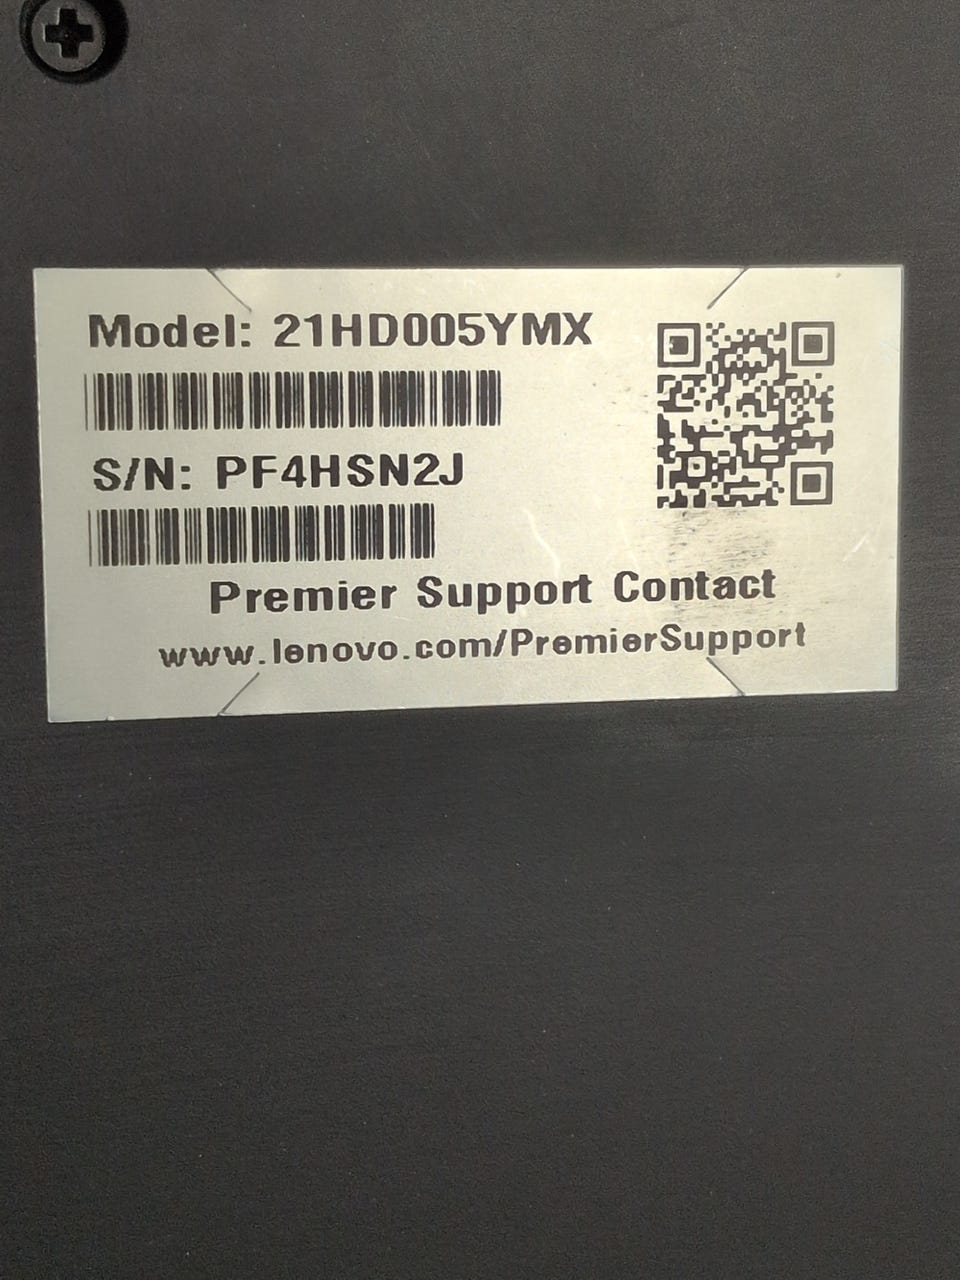 Model: 21HD005YMX
S/N: PF4HSN2J
Premier Support Contact
www.lenovo.com/PremierSupport